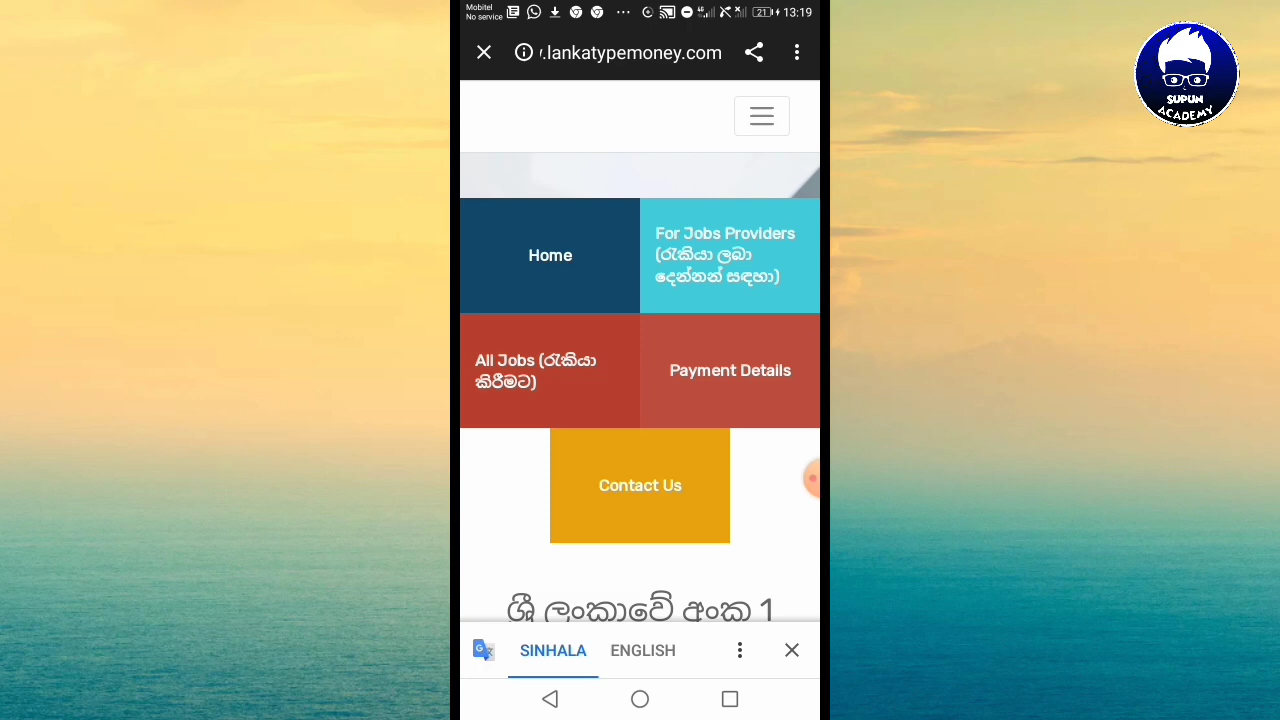 Mobitel
No service
21
13:19
.lankatypemoney.com
SUPUN
ACADEMY
Home
For Jobs Providers
(රැකියා ලබා
දෙන්නන් සඳහා)
All Jobs (රැකියා
කිරීමට)
Payment Details
Contact Us
ශ්‍රී ලංකාවේ අංක 1
SINHALA
ENGLISH